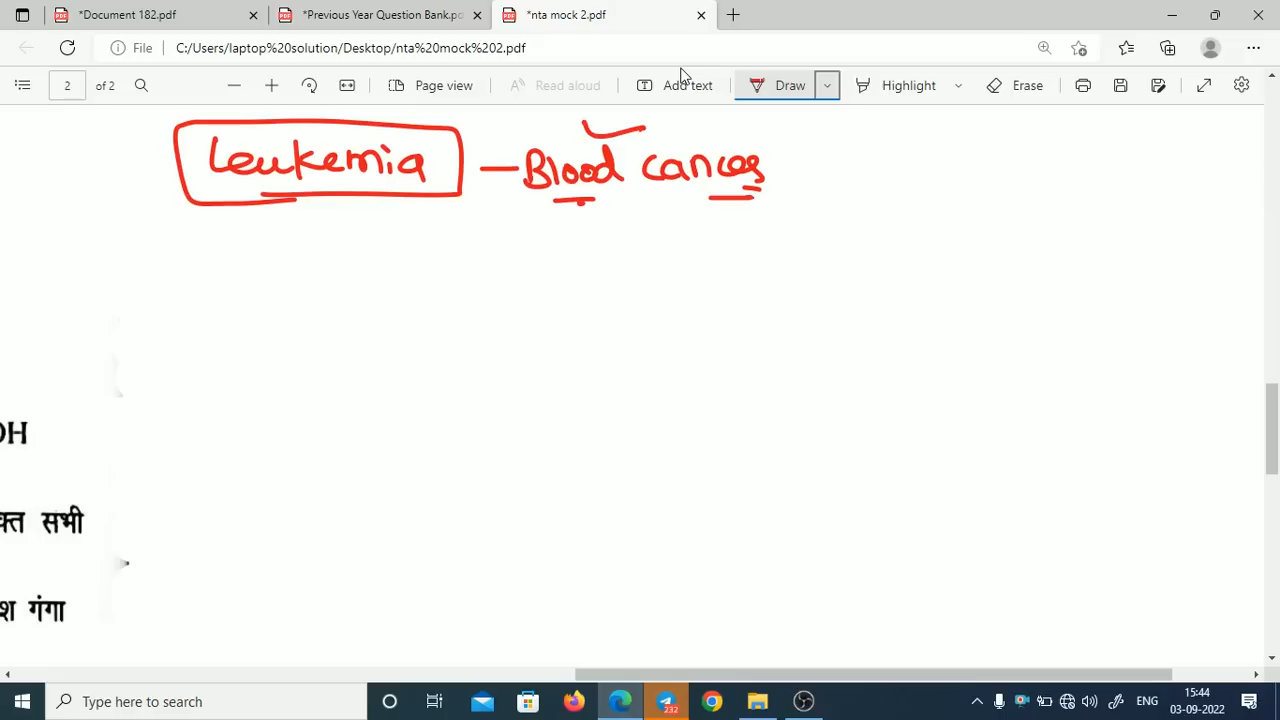 *Document 182.pdf
*Previous Year Question Bank.po
*nta mock 2.pdf
File
C:/Users/laptop%20solution/Desktop/nta%20mock%202.pdf
2 of 2
Page view
Read aloud
Add text
Draw
Highlight
Erase
Leukemia — Blood cancer
OH
क्त सभी
श गंगा
Type here to search
232
ENG
15:44
03-09-2022